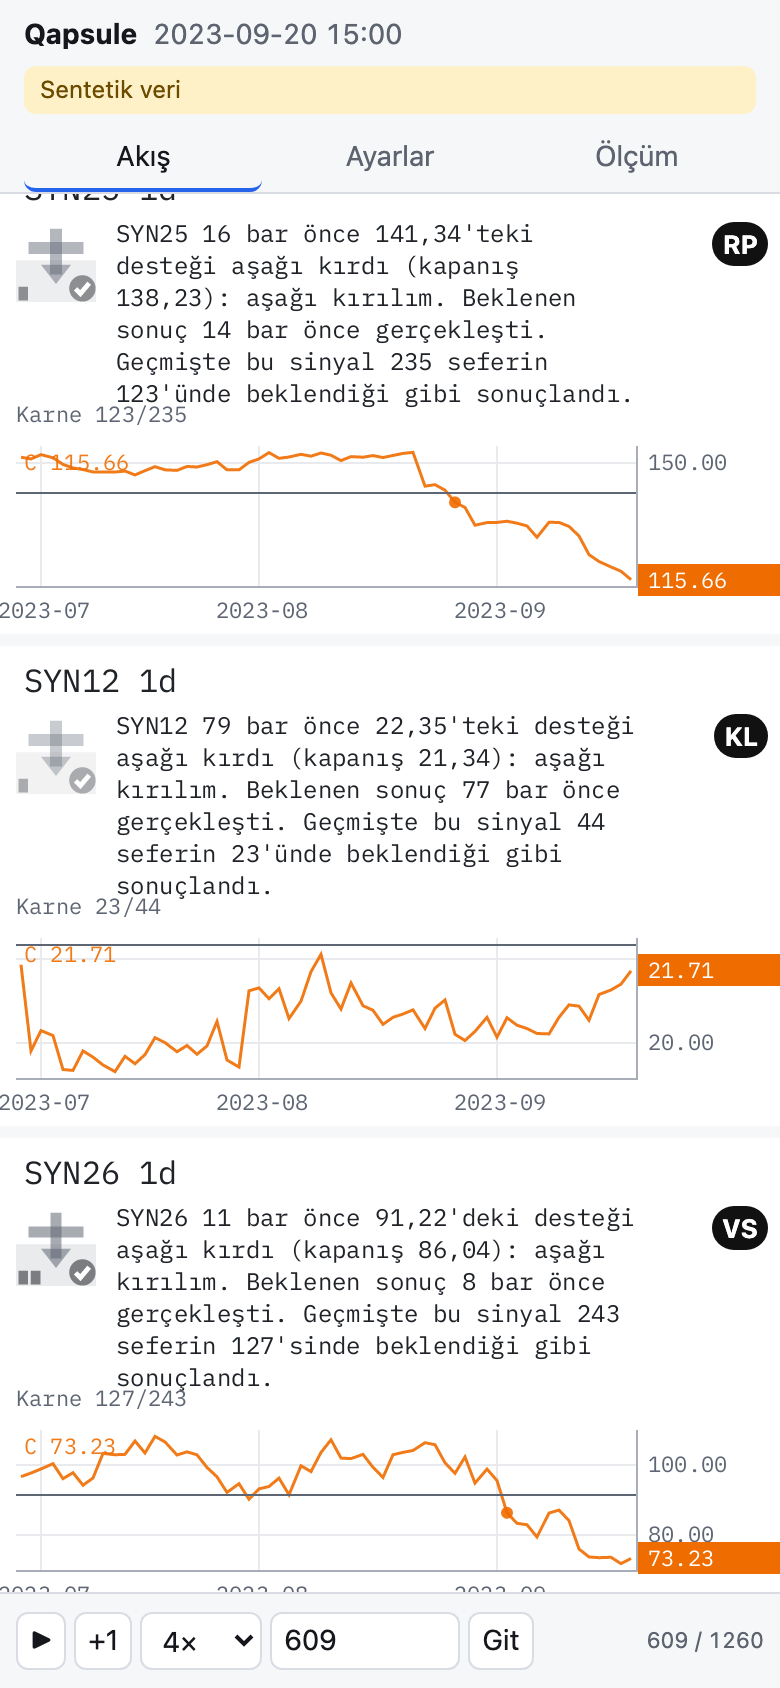 Qapsule 2023-09-20 15:00
Sentetik veri
Akış Ayarlar Ölçüm
SYN25 1d
SYN25 16 bar önce 141,34'teki
desteği aşağı kırdı (kapanış
138,23): aşağı kırılım. Beklenen
sonuç 14 bar önce gerçekleşti.
Geçmişte bu sinyal 235 seferin
123'ünde beklendiği gibi sonuçlandı.
RP
Karne 123/235
C 115.66
150.00
115.66
2023-07 2023-08 2023-09
SYN12 1d
SYN12 79 bar önce 22,35'teki desteği
aşağı kırdı (kapanış 21,34): aşağı
kırılım. Beklenen sonuç 77 bar önce
gerçekleşti. Geçmişte bu sinyal 44
seferin 23'ünde beklendiği gibi
sonuçlandı.
KL
Karne 23/44
C 21.71
21.71
20.00
2023-07 2023-08 2023-09
SYN26 1d
SYN26 11 bar önce 91,22'deki desteği
aşağı kırdı (kapanış 86,04): aşağı
kırılım. Beklenen sonuç 8 bar önce
gerçekleşti. Geçmişte bu sinyal 243
seferin 127'sinde beklendiği gibi
sonuçlandı.
VS
Karne 127/243
C 73.23
100.00
80.00
73.23
2023-07 2023-08 2023-09
+1 4× 609 Git 609 / 1260